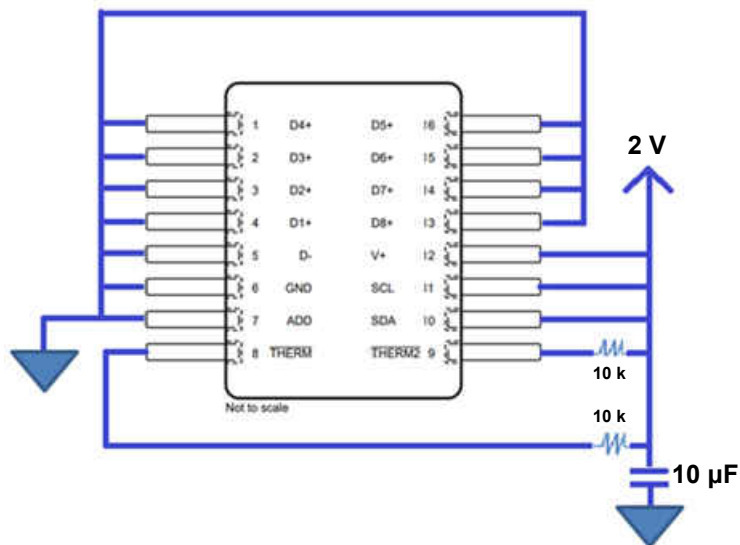 1 D4+ D5+ 16
2 D3+ D6+ 15
3 D2+ D7+ 14
4 D1+ D8+ 13
5 D- V+ 12
6 GND SCL 11
7 ADD SDA 10
8 THERM THERM2 9
Not to scale
2 V
10 k
10 k
10 µF